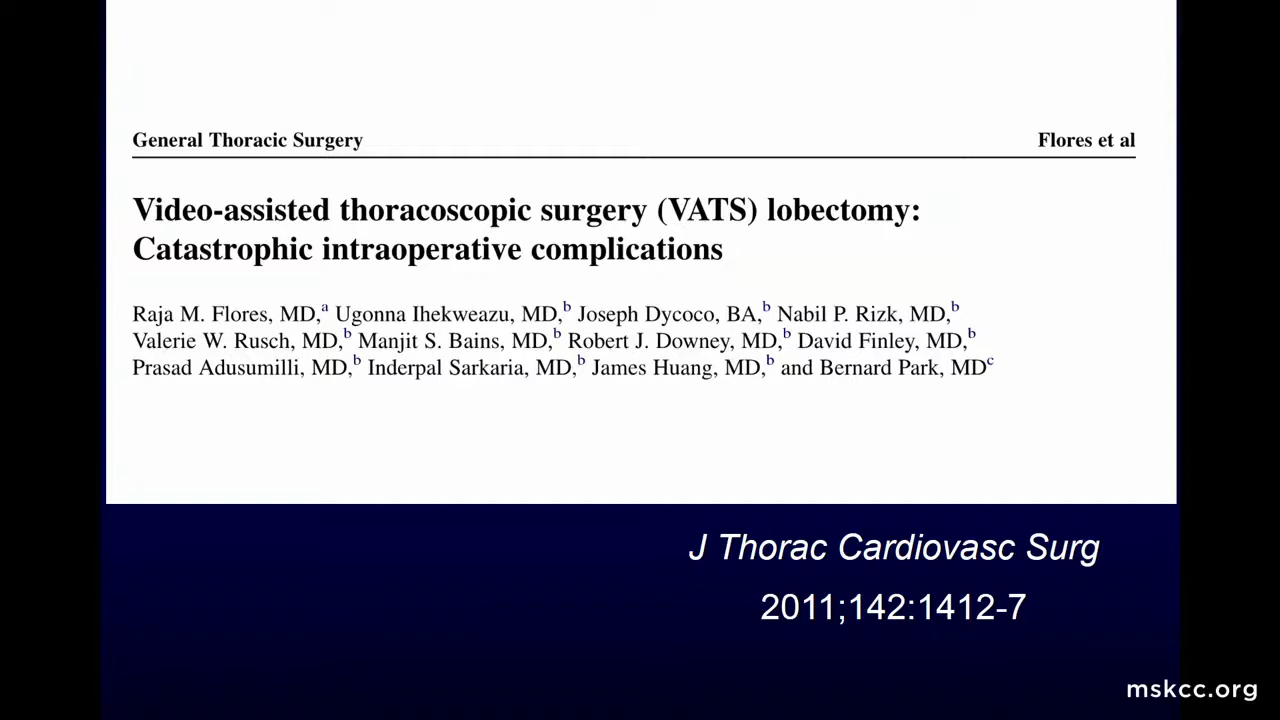 General Thoracic Surgery Flores et al
Video-assisted thoracoscopic surgery (VATS) lobectomy:
Catastrophic intraoperative complications
Raja M. Flores, MD,a Ugonna Ihekweazu, MD,b Joseph Dycoco, BA,b Nabil P. Rizk, MD,b
Valerie W. Rusch, MD,b Manjit S. Bains, MD,b Robert J. Downey, MD,b David Finley, MD,b
Prasad Adusumilli, MD,b Inderpal Sarkaria, MD,b James Huang, MD,b and Bernard Park, MDc
J Thorac Cardiovasc Surg
2011;142:1412-7
mskcc.org